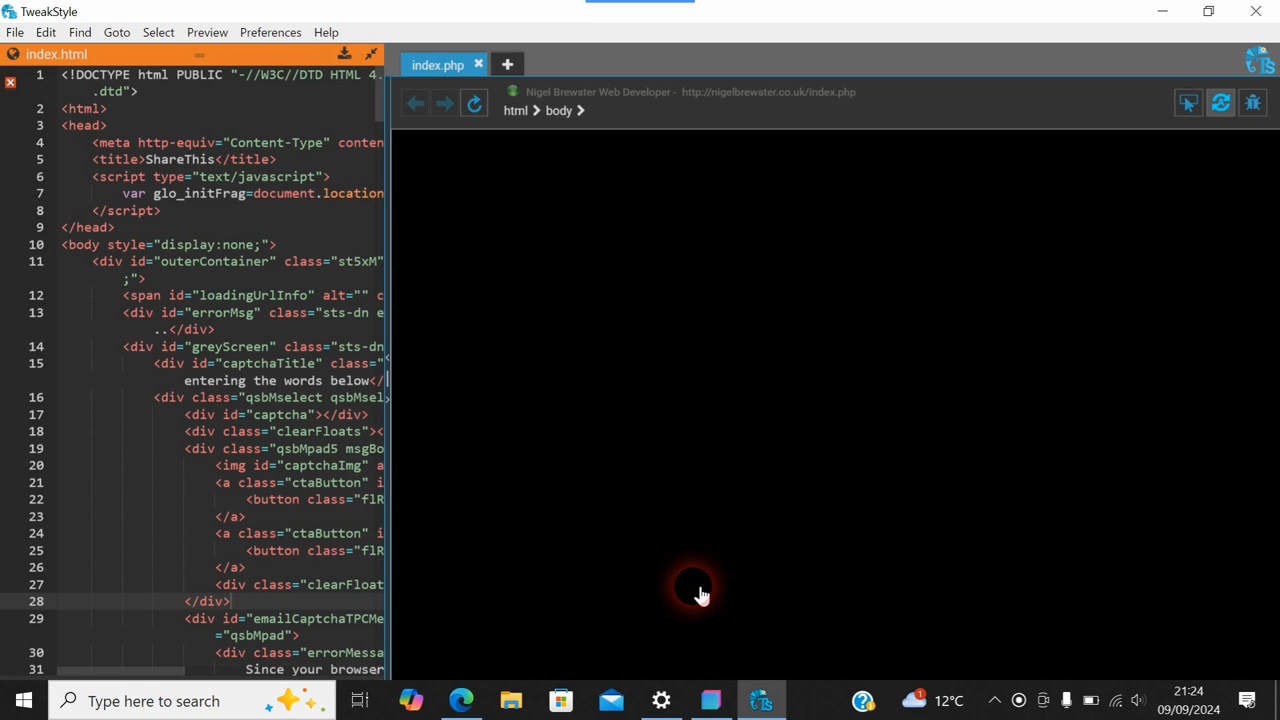 TweakStyle
File Edit Find Goto Select Preview Preferences Help
index.html
1 <!DOCTYPE html PUBLIC "-//W3C//DTD HTML 4.
.dtd">
2 <html>
3 <head>
4 <meta http-equiv="Content-Type" conten
5 <title>ShareThis</title>
6 <script type="text/javascript">
7 var glo_initFrag=document.location
8 </script>
9 </head>
10 <body style="display:none;">
11 <div id="outerContainer" class="st5xM"
;">
12 <span id="loadingUrlInfo" alt="" c
13 <div id="errorMsg" class="sts-dn e
..</div>
14 <div id="greyScreen" class="sts-dn
15 <div id="captchaTitle" class="
entering the words below</
16 <div class="qsbMselect qsbMsel
17 <div id="captcha"></div>
18 <div class="clearFloats"><
19 <div class="qsbMpad5 msgBo
20 <img id="captchaImg" a
21 <a class="ctaButton" i
22 <button class="flR
23 </a>
24 <a class="ctaButton" i
25 <button class="flR
26 </a>
27 <div class="clearFloat
28 </div>
29 <div id="emailCaptchaTPCMe
="qsbMpad">
30 <div class="errorMessa
31 Since your browser
index.php
Nigel Brewster Web Developer - http://nigelbrewster.co.uk/index.php
html > body >
TS
Type here to search
TS
1
12°C
21:24
09/09/2024